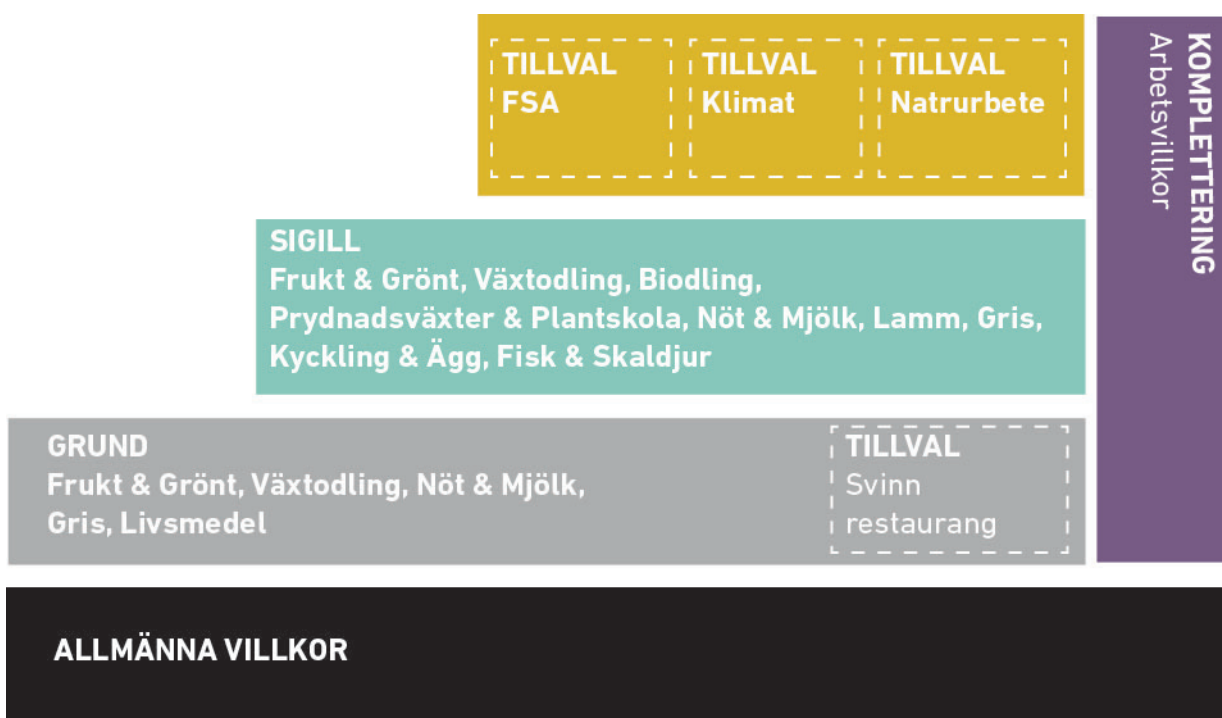 TILLVAL
FSA
TILLVAL
Klimat
TILLVAL
Natrurbete
KOMPLETTERING
Arbetsvillkor
SIGILL
Frukt & Grönt, Växtodling, Biodling,
Prydnadsväxter & Plantskola, Nöt & Mjölk, Lamm, Gris,
Kyckling & Ägg, Fisk & Skaldjur
GRUND
Frukt & Grönt, Växtodling, Nöt & Mjölk,
Gris, Livsmedel
TILLVAL
Svinn
restaurang
ALLMÄNNA VILLKOR